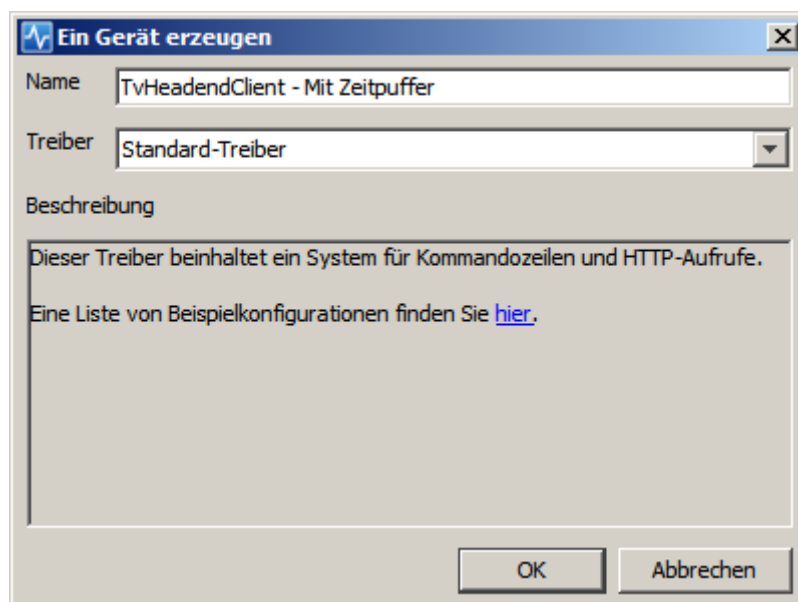 Ein Gerät erzeugen
Name TvHeadendClient - Mit Zeitpuffer
Treiber Standard-Treiber
Beschreibung
Dieser Treiber beinhaltet ein System für Kommandozeilen und HTTP-Aufrufe.
Eine Liste von Beispielkonfigurationen finden Sie hier.
OK Abbrechen